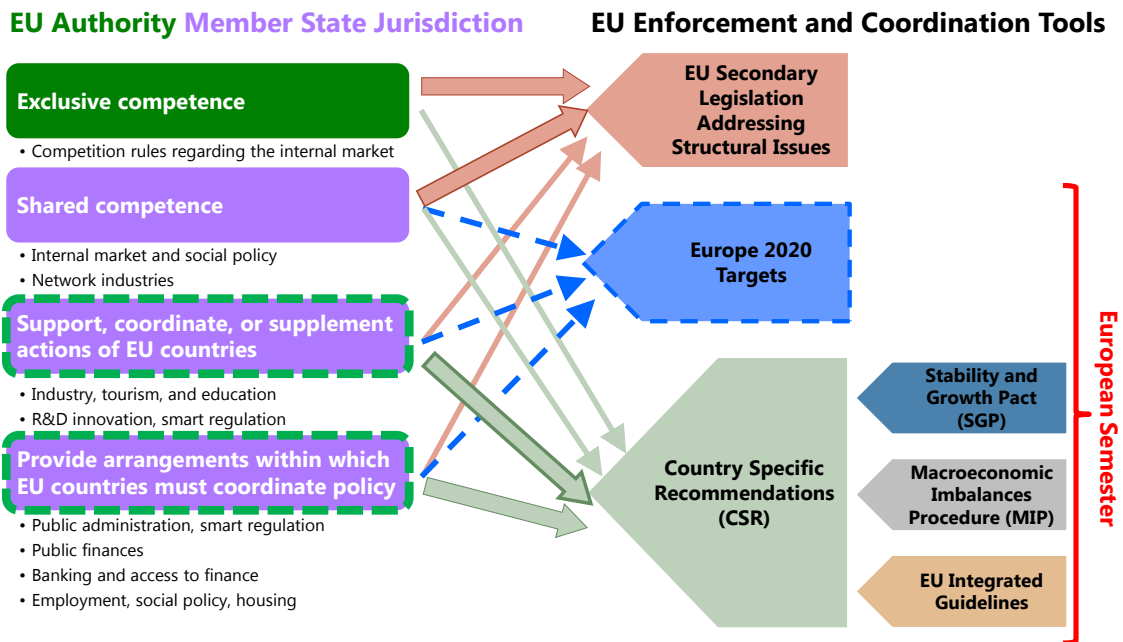 EU Authority Member State Jurisdiction
EU Enforcement and Coordination Tools
Exclusive competence
• Competition rules regarding the internal market
Shared competence
• Internal market and social policy
• Network industries
Support, coordinate, or supplement
actions of EU countries
• Industry, tourism, and education
• R&D innovation, smart regulation
Provide arrangements within which
EU countries must coordinate policy
• Public administration, smart regulation
• Public finances
• Banking and access to finance
• Employment, social policy, housing
EU Secondary
Legislation
Addressing
Structural Issues
Europe 2020
Targets
Country Specific
Recommendations
(CSR)
Stability and
Growth Pact
(SGP)
Macroeconomic
Imbalances
Procedure (MIP)
EU Integrated
Guidelines
European Semester